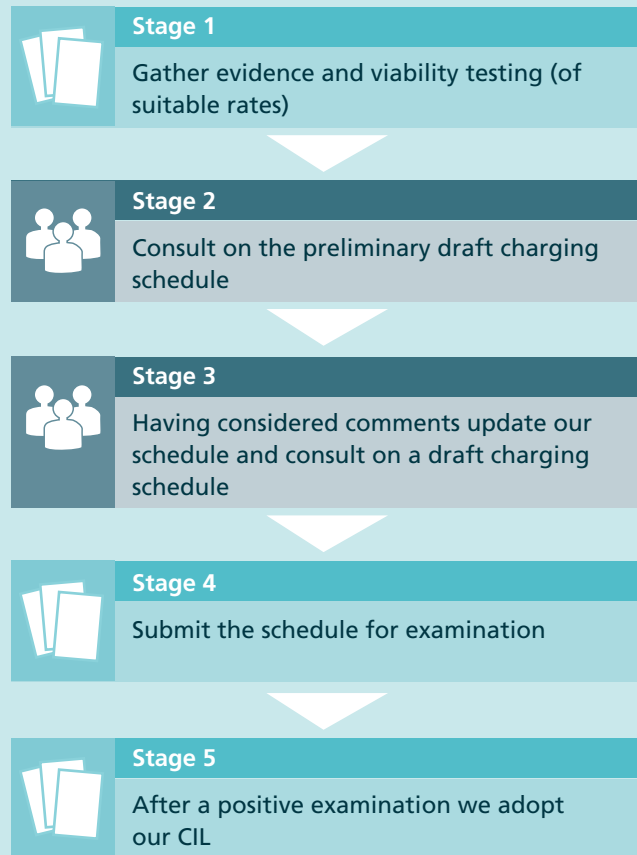 Stage 1
Gather evidence and viability testing (of
suitable rates)
Stage 2
Consult on the preliminary draft charging
schedule
Stage 3
Having considered comments update our
schedule and consult on a draft charging
schedule
Stage 4
Submit the schedule for examination
Stage 5
After a positive examination we adopt
our CIL